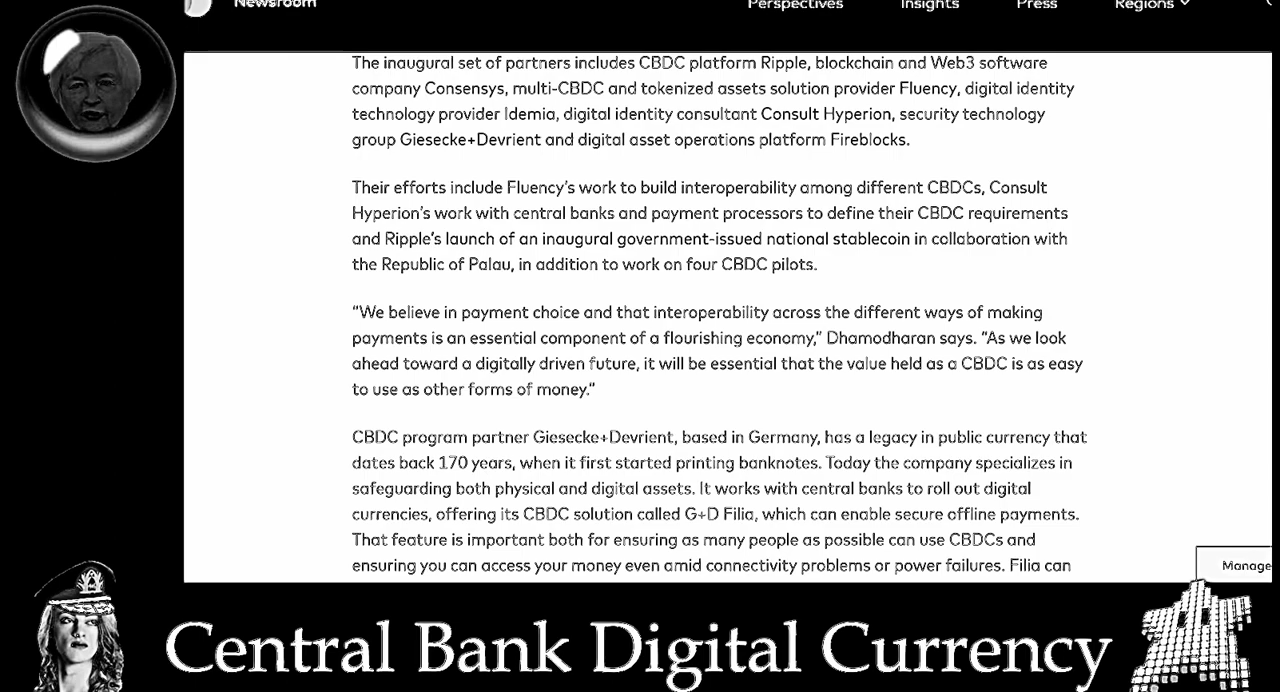 Newsroom
Perspectives
Insights
Press
Regions
The inaugural set of partners includes CBDC platform Ripple, blockchain and Web3 software
company Consensys, multi-CBDC and tokenized assets solution provider Fluency, digital identity
technology provider Idemia, digital identity consultant Consult Hyperion, security technology
group Giesecke+Devrient and digital asset operations platform Fireblocks.
Their efforts include Fluency’s work to build interoperability among different CBDCs, Consult
Hyperion’s work with central banks and payment processors to define their CBDC requirements
and Ripple’s launch of an inaugural government-issued national stablecoin in collaboration with
the Republic of Palau, in addition to work on four CBDC pilots.
“We believe in payment choice and that interoperability across the different ways of making
payments is an essential component of a flourishing economy,” Dhamodharan says. “As we look
ahead toward a digitally driven future, it will be essential that the value held as a CBDC is as easy
to use as other forms of money.”
CBDC program partner Giesecke+Devrient, based in Germany, has a legacy in public currency that
dates back 170 years, when it first started printing banknotes. Today the company specializes in
safeguarding both physical and digital assets. It works with central banks to roll out digital
currencies, offering its CBDC solution called G+D Filia, which can enable secure offline payments.
That feature is important both for ensuring as many people as possible can use CBDCs and
ensuring you can access your money even amid connectivity problems or power failures. Filia can
Manage
Central Bank Digital Currency